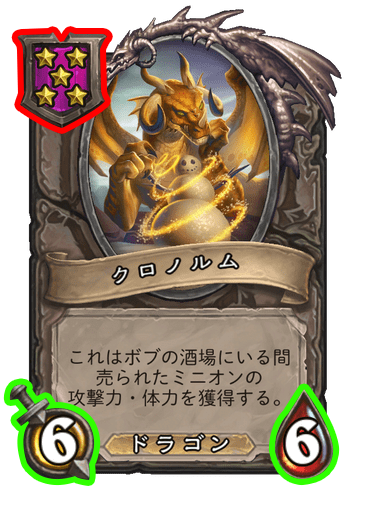 クロノルム
これはボブの酒場にいる間
売られたミニオンの
攻撃力・体力を獲得する。
6
ドラゴン
6